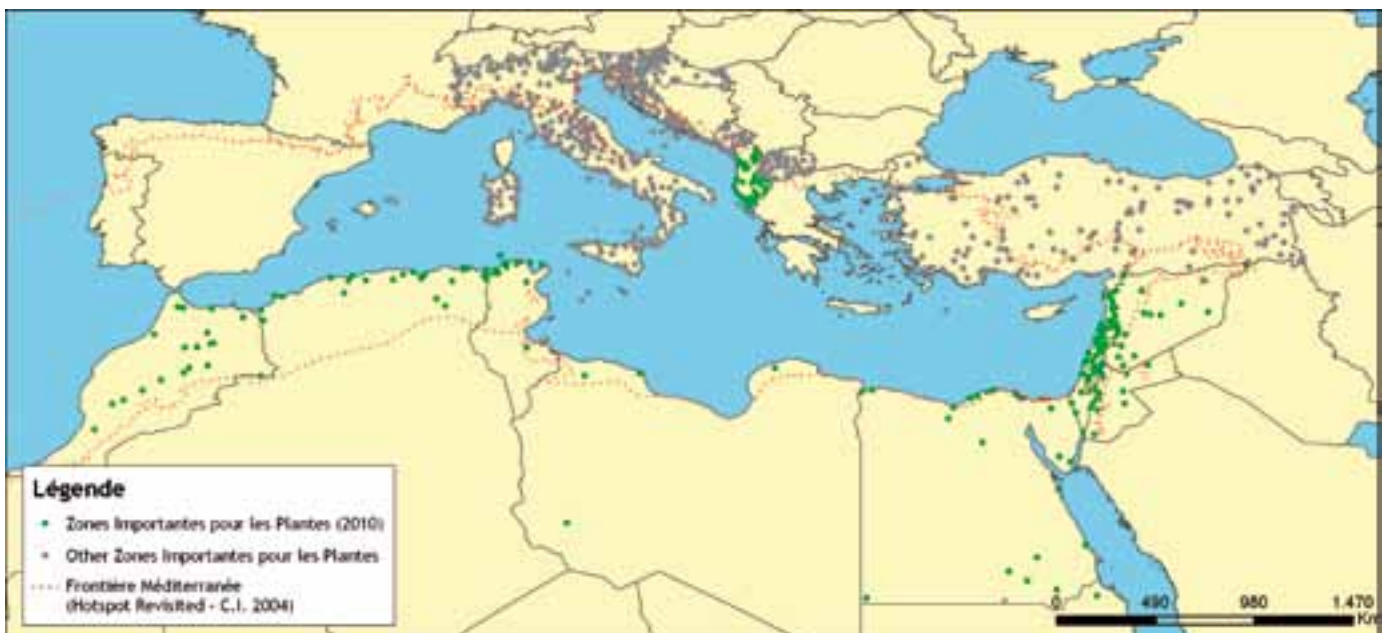 Légende
Zones Importantes pour les Plantes (2010)
Other Zones Importantes pour les Plantes
Frontière Méditerranée
(Hotspot Revisited - C.I. 2004)
0 490 980 1.470
Km